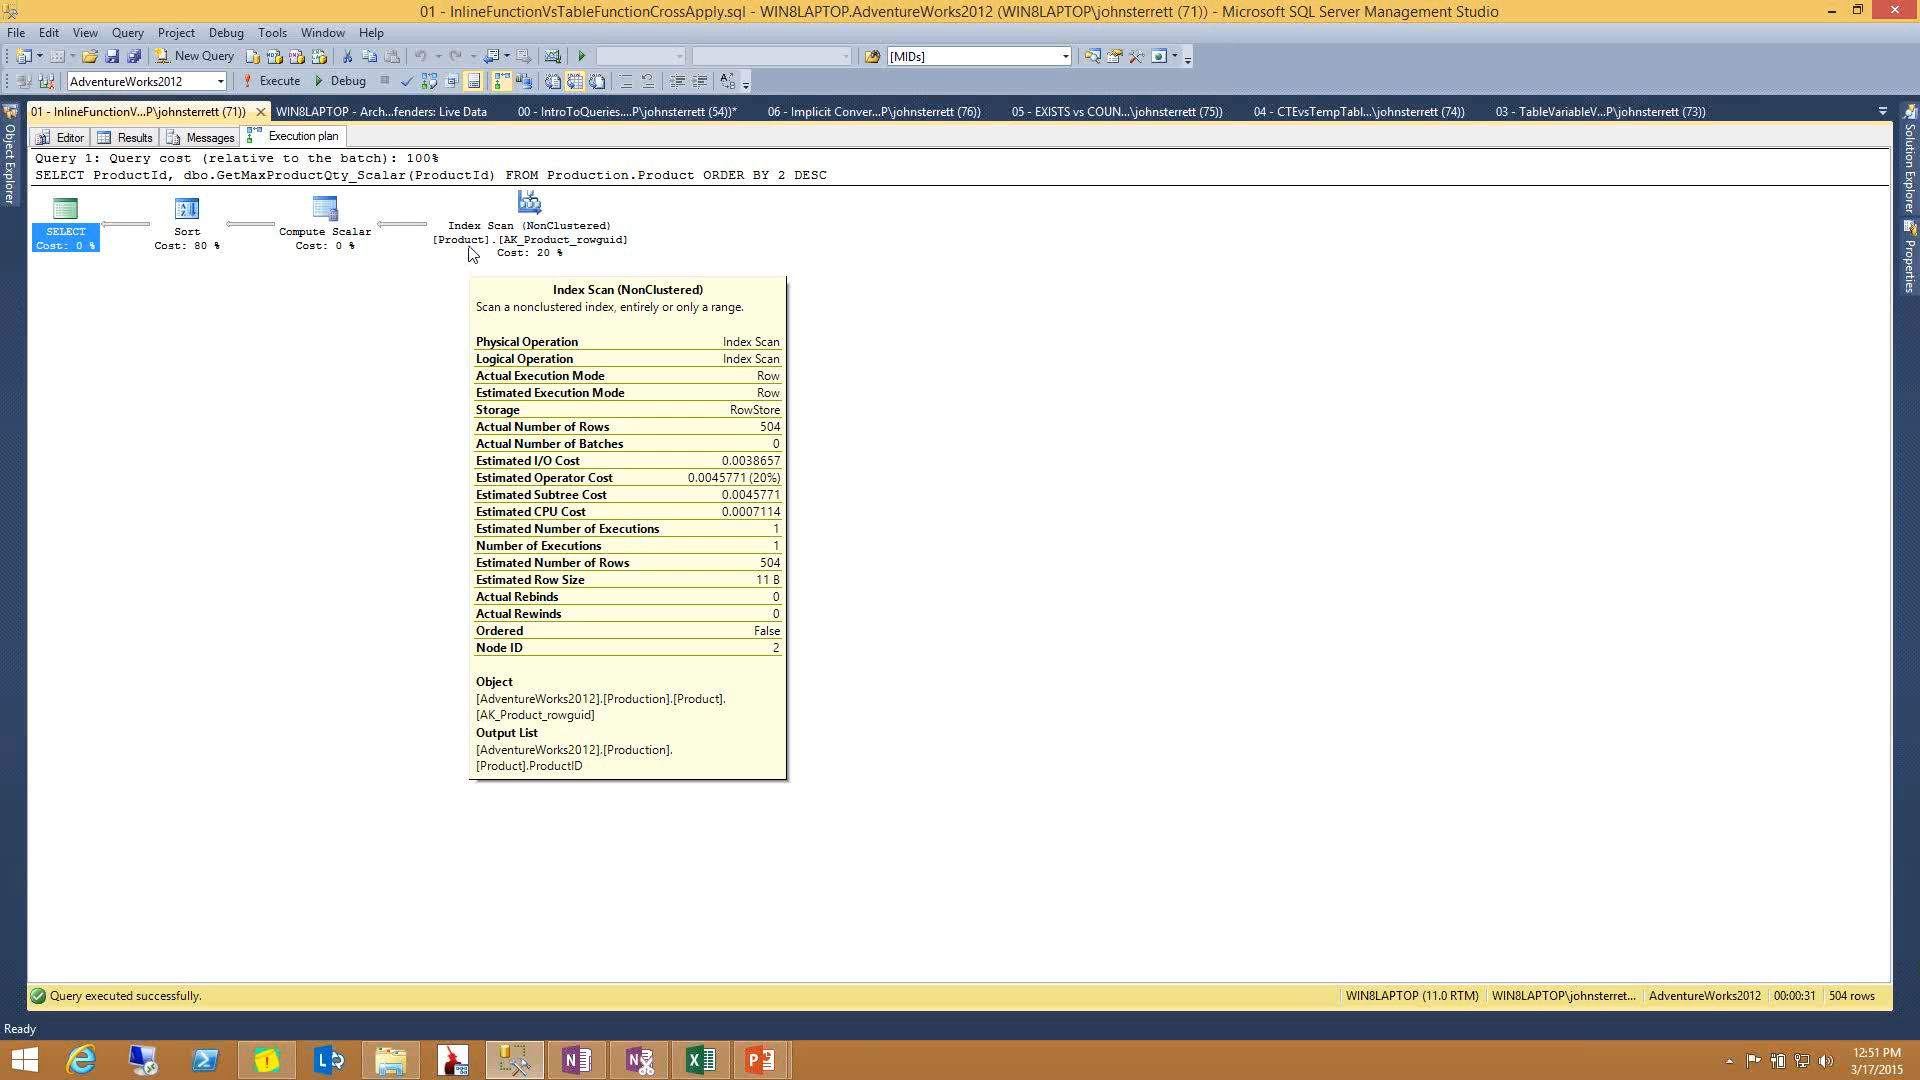 01 - InlineFunctionVsTableFunctionCrossApply.sql - WIN8LAPTOP.AdventureWorks2012 (WIN8LAPTOP\johnsterrett (71)) - Microsoft SQL Server Management Studio
File Edit View Query Project Debug Tools Window Help
New Query [MIDs]
AdventureWorks2012 Execute Debug
01 - InlineFunctionV...P\johnsterrett (71)) WIN8LAPTOP - Arch...fenders: Live Data 00 - IntroToQueries....P\johnsterrett (54))* 06 - Implicit Conver...P\johnsterrett (76)) 05 - EXISTS vs COUN...\johnsterrett (75)) 04 - CTEvsTempTabl...\johnsterrett (74)) 03 - TableVariableV...P\johnsterrett (73))
Object Explorer
Solution Explorer
Properties
Editor Results Messages Execution plan
Query 1: Query cost (relative to the batch): 100%
SELECT ProductId, dbo.GetMaxProductQty_Scalar(ProductId) FROM Production.Product ORDER BY 2 DESC
SELECT
Cost: 0 %
Sort
Cost: 80 %
Compute Scalar
Cost: 0 %
Index Scan (NonClustered)
[Product].[AK_Product_rowguid]
Cost: 20 %
Index Scan (NonClustered)
Scan a nonclustered index, entirely or only a range.
Physical Operation Index Scan
Logical Operation Index Scan
Actual Execution Mode Row
Estimated Execution Mode Row
Storage RowStore
Actual Number of Rows 504
Actual Number of Batches 0
Estimated I/O Cost 0.0038657
Estimated Operator Cost 0.0045771 (20%)
Estimated Subtree Cost 0.0045771
Estimated CPU Cost 0.0007114
Estimated Number of Executions 1
Number of Executions 1
Estimated Number of Rows 504
Estimated Row Size 11 B
Actual Rebinds 0
Actual Rewinds 0
Ordered False
Node ID 2
Object
[AdventureWorks2012].[Production].[Product].
[AK_Product_rowguid]
Output List
[AdventureWorks2012].[Production].
[Product].ProductID
Query executed successfully. WIN8LAPTOP (11.0 RTM) WIN8LAPTOP\johnsterret... AdventureWorks2012 00:00:31 504 rows
Ready
12:51 PM
3/17/2015